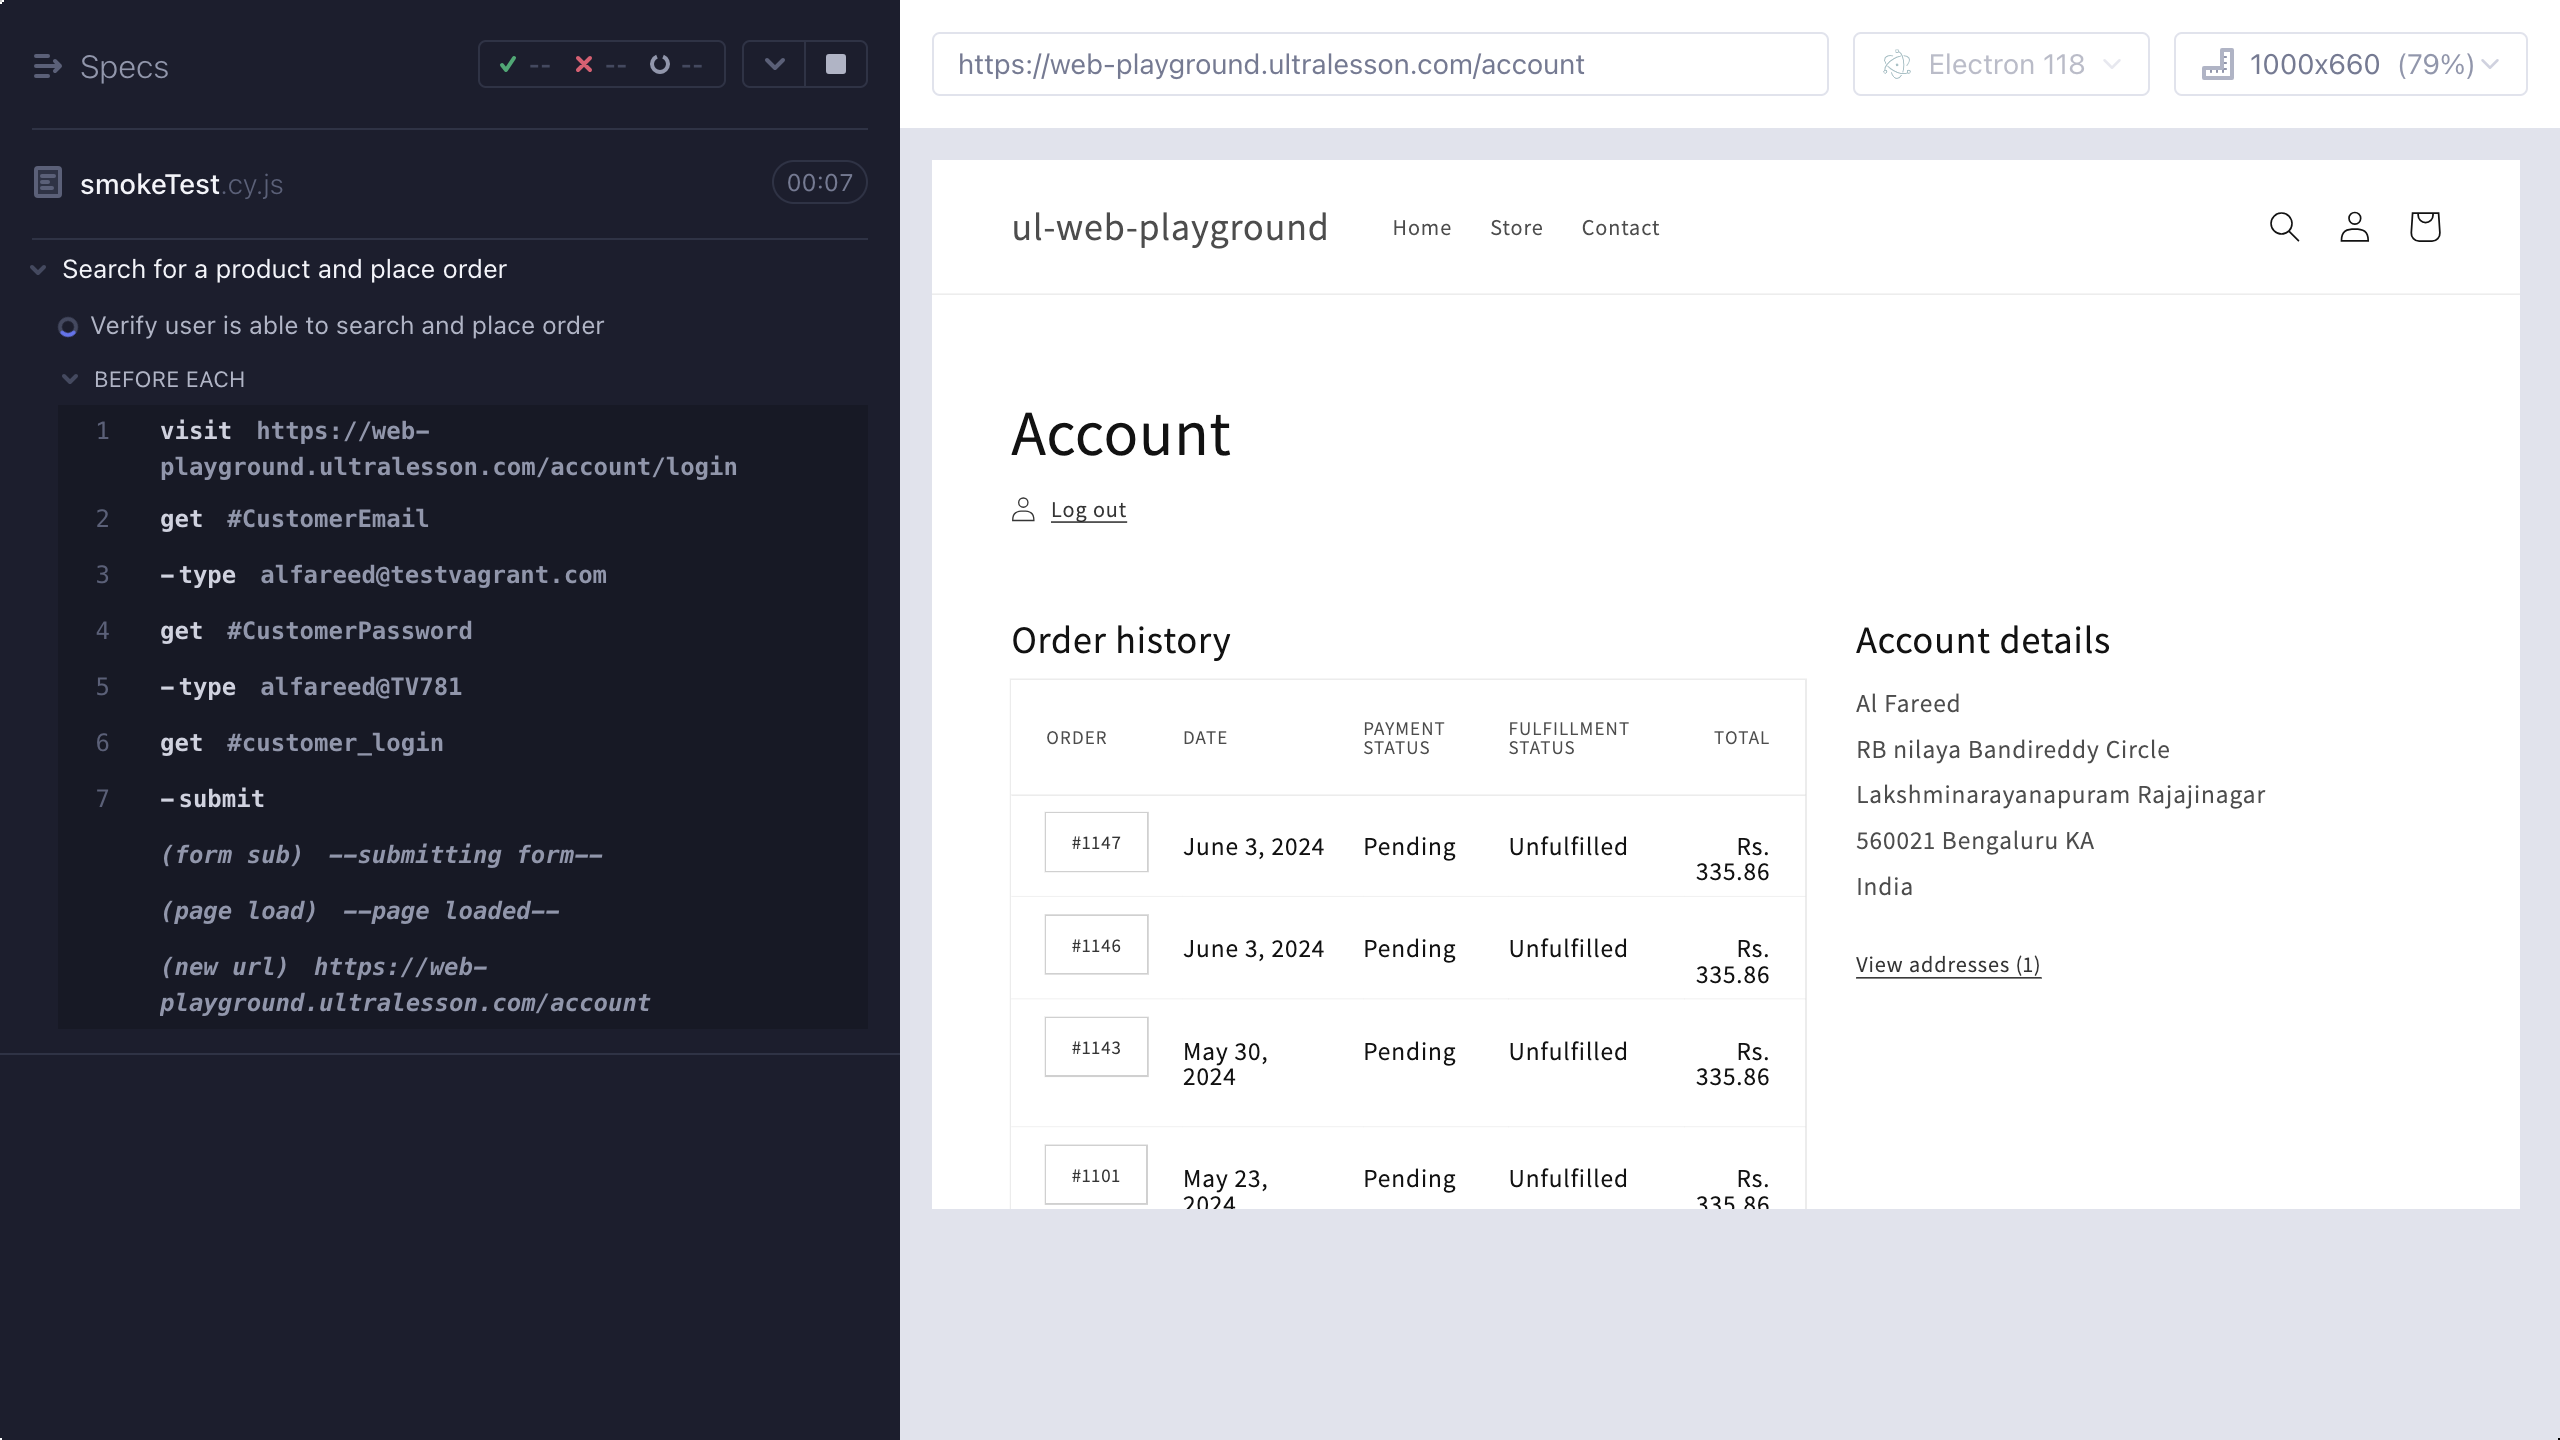 Specs
-- -- --
smokeTest.cy.js 00:07
Search for a product and place order
Verify user is able to search and place order
BEFORE EACH
1 visit https://web-
playground.ultralesson.com/account/login
2 get #CustomerEmail
3 -type alfareed@testvagrant.com
4 get #CustomerPassword
5 -type alfareed@TV781
6 get #customer_login
7 -submit
(form sub) --submitting form--
(page load) --page loaded--
(new url) https://web-
playground.ultralesson.com/account
https://web-playground.ultralesson.com/account
Electron 118
1000x660 (79%)
ul-web-playground Home Store Contact
Account
Log out
Order history
ORDER DATE PAYMENT STATUS FULFILLMENT STATUS TOTAL
#1147 June 3, 2024 Pending Unfulfilled Rs. 335.86
#1146 June 3, 2024 Pending Unfulfilled Rs. 335.86
#1143 May 30, 2024 Pending Unfulfilled Rs. 335.86
#1101 May 23, 2024 Pending Unfulfilled Rs. 335.86
Account details
Al Fareed
RB nilaya Bandireddy Circle
Lakshminarayanapuram Rajajinagar
560021 Bengaluru KA
India
View addresses (1)